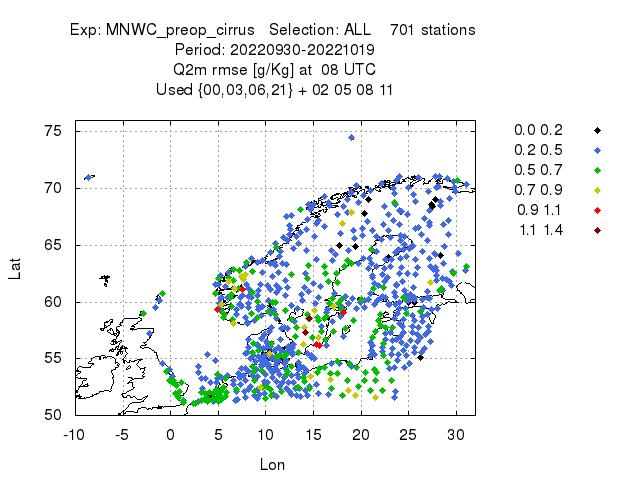 Exp: MNWC_preop_cirrus Selection: ALL 701 stations
Period: 20220930-20221019
Q2m rmse [g/Kg] at 08 UTC
Used {00,03,06,21} + 02 05 08 11
75
70
65
60
55
50
-10 -5 0 5 10 15 20 25 30
Lat
Lon
0.0 0.2
0.2 0.5
0.5 0.7
0.7 0.9
0.9 1.1
1.1 1.4